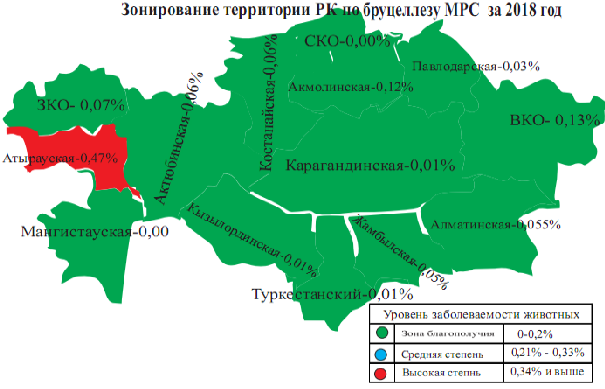 Зонирование территории РК по бруцеллезу МРС за 2018 год
СКО-0,00%
Павлодарская-0,03%
Акмолинская-0,12%
Костанайская-0,06%
ЗКО- 0,07%
Актюбинская-0,06%
ВКО- 0,13%
Атырауская-0,47%
Карагандинская-0,01%
Мангистауская-0,00
Кызылординская-0,01%
Жамбылская-0,05%
Алматинская-0,055%
Туркестанский-0,01%
Уровень заболеваемости животных
Зона благополучия 0-0,2%
Средняя степень 0,21% - 0,33%
Высокая степнь 0,34% и выше